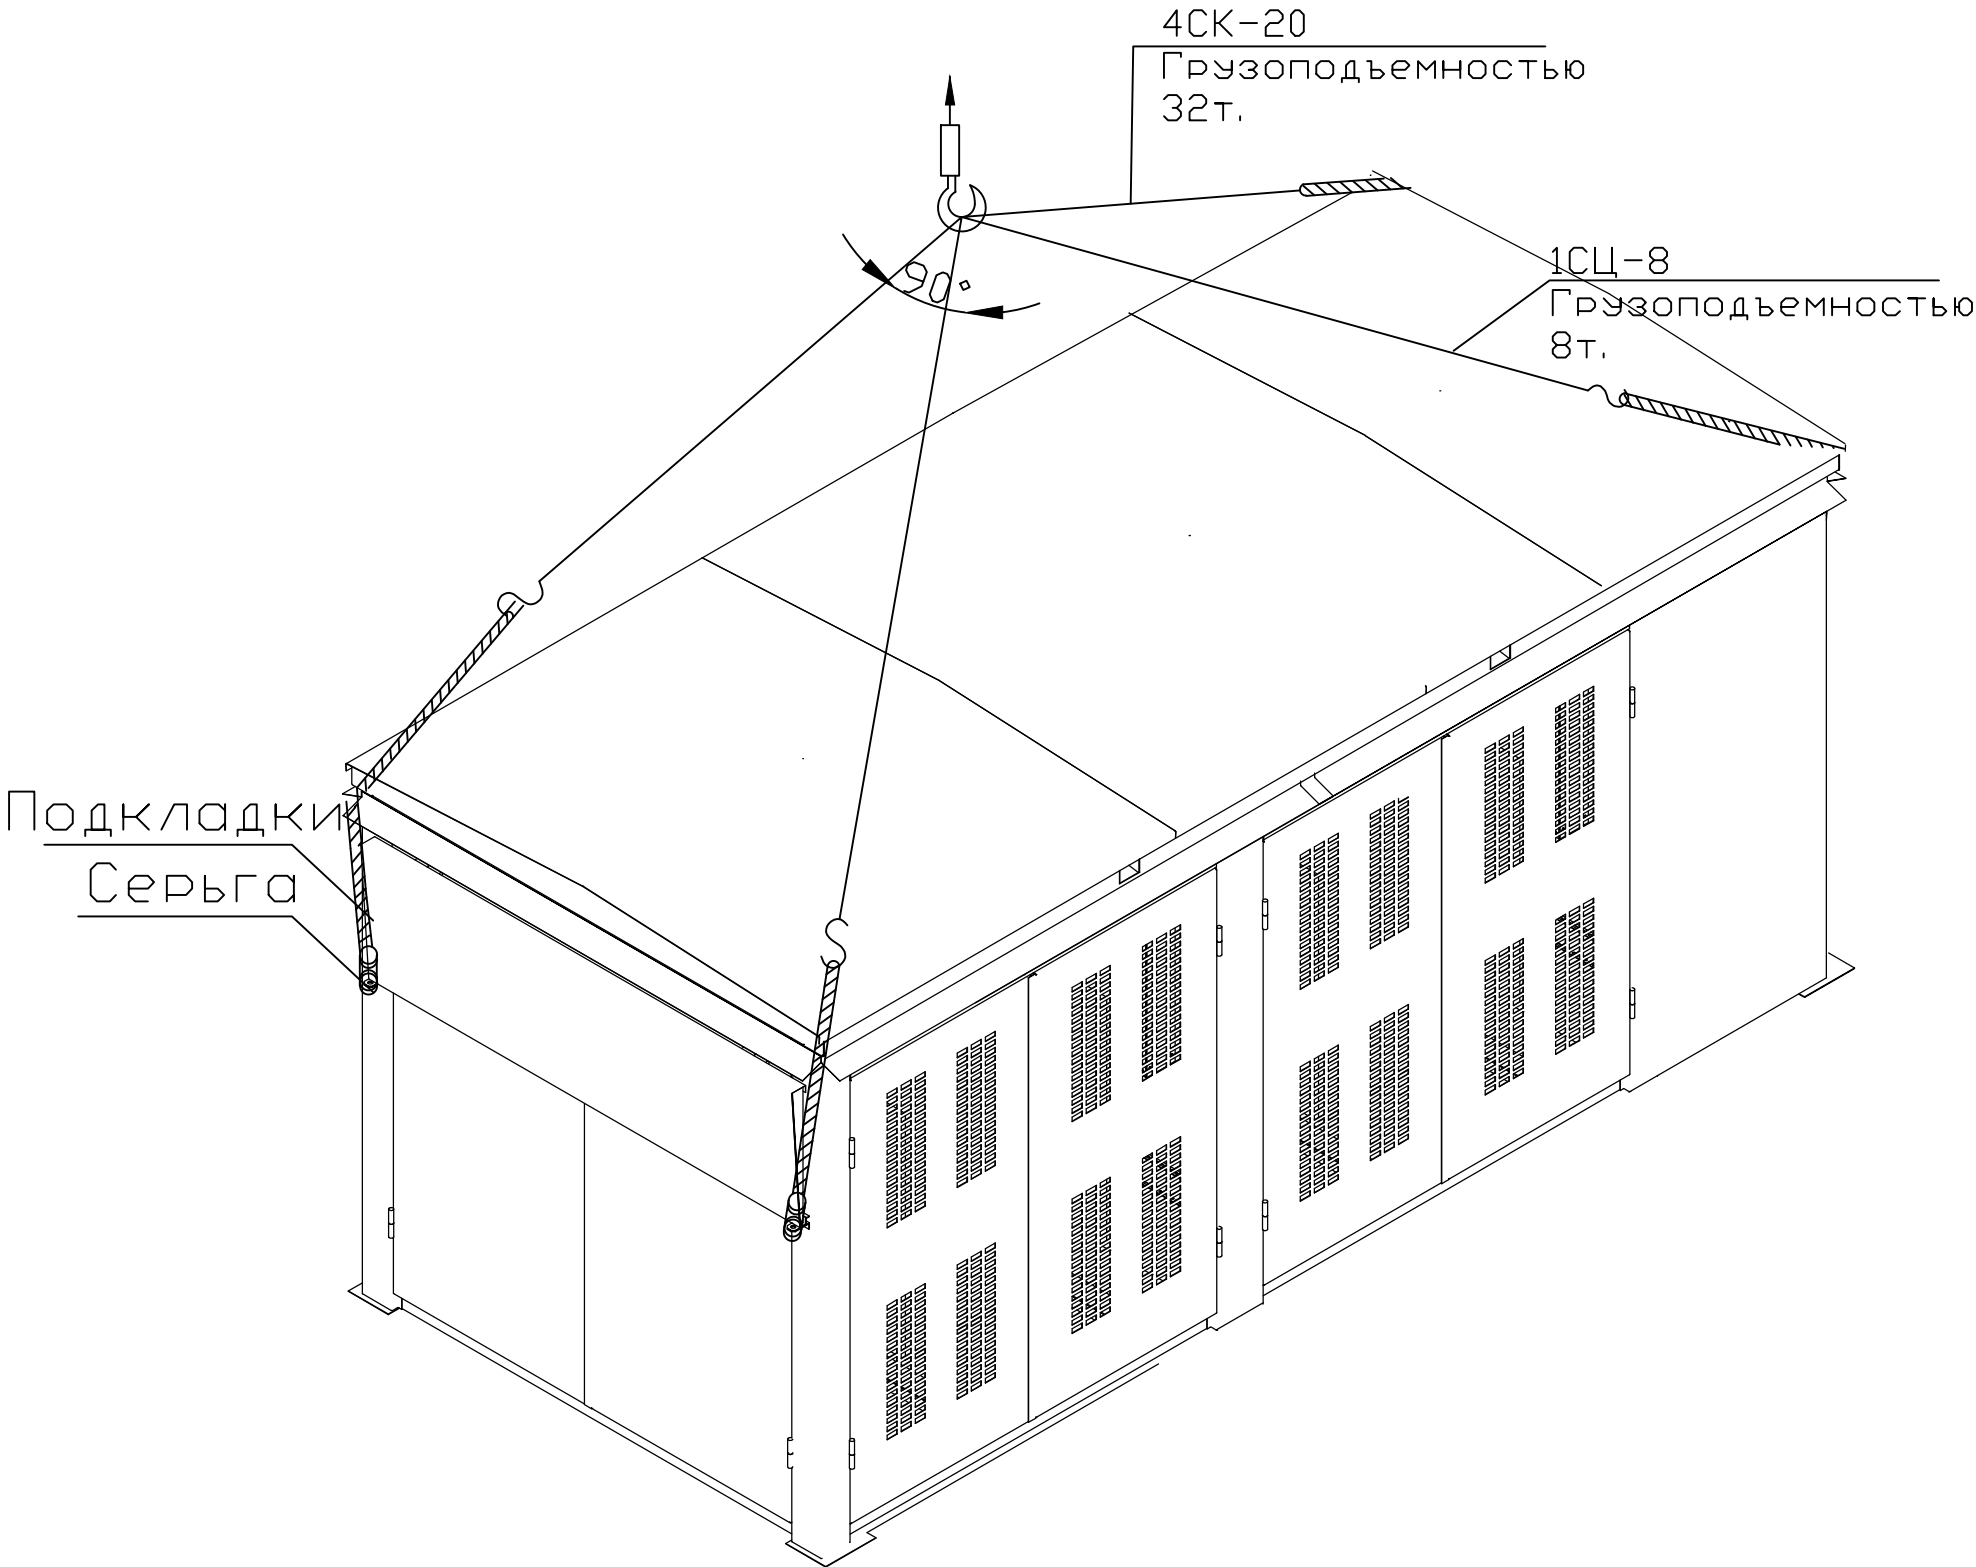 4СК-20
Грузоподъемностью
32т.
1СЦ-8
Грузоподъемностью
8т.
90°
Подкладки
Серьга